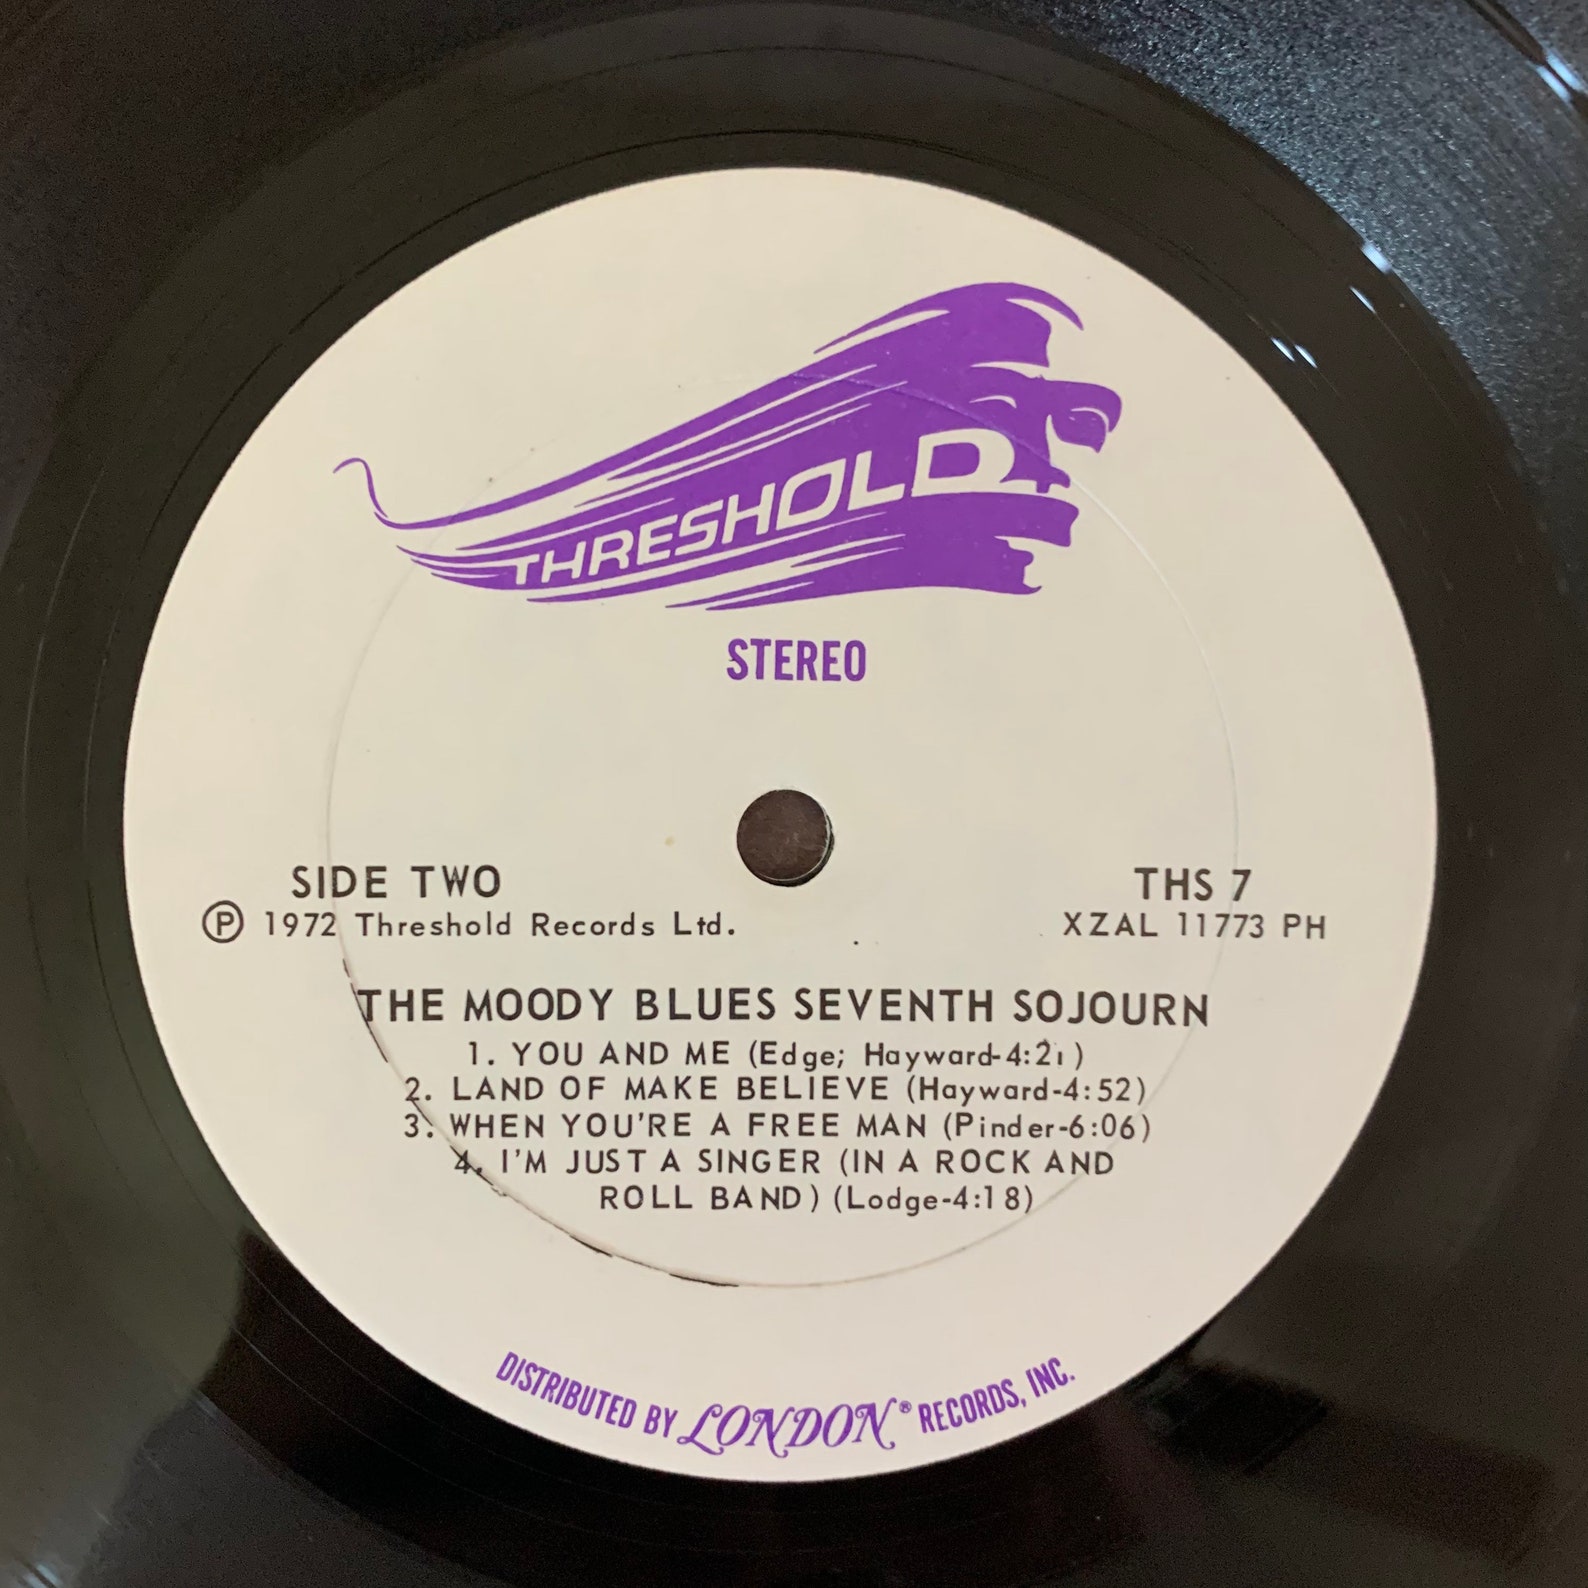 THRESHOLD
STEREO
SIDE TWO
Ⓟ 1972 Threshold Records Ltd.
THS 7
XZAL 11773 PH
THE MOODY BLUES SEVENTH SOJOURN
1. YOU AND ME (Edge; Hayward-4:21)
2. LAND OF MAKE BELIEVE (Hayward-4:52)
3. WHEN YOU'RE A FREE MAN (Pinder-6:06)
4. I'M JUST A SINGER (IN A ROCK AND
ROLL BAND) (Lodge-4:18)
DISTRIBUTED BY LONDON® RECORDS, INC.